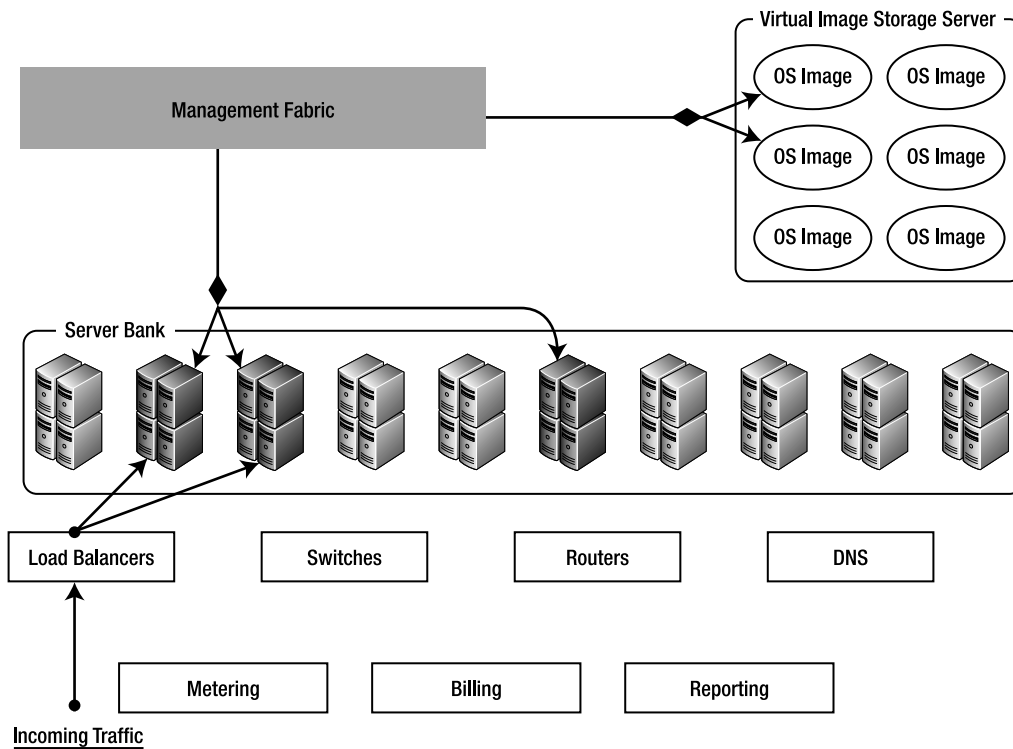 Virtual Image Storage Server
OS Image
OS Image
Management Fabric
OS Image
OS Image
OS Image
OS Image
Server Bank
Load Balancers
Switches
Routers
DNS
Metering
Billing
Reporting
Incoming Traffic